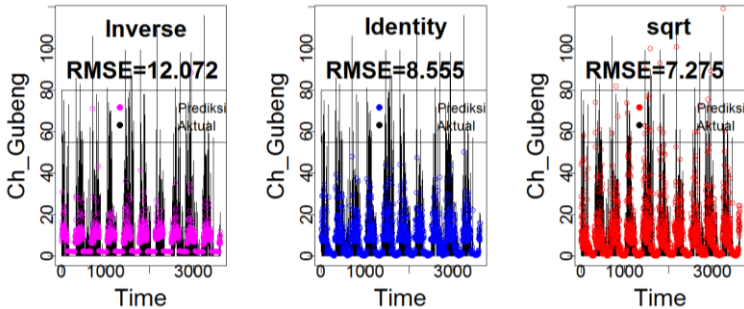 Inverse
RMSE=12.072
Prediksi
Aktual
Ch_Gubeng
0 20 40 60 80 100
0 1000 3000
Time
Identity
RMSE=8.555
Prediksi
Aktual
Ch_Gubeng
0 20 40 60 80 100
0 1000 3000
Time
sqrt
RMSE=7.275
Prediksi
Aktual
Ch_Gubeng
0 20 40 60 80 100
0 1000 3000
Time